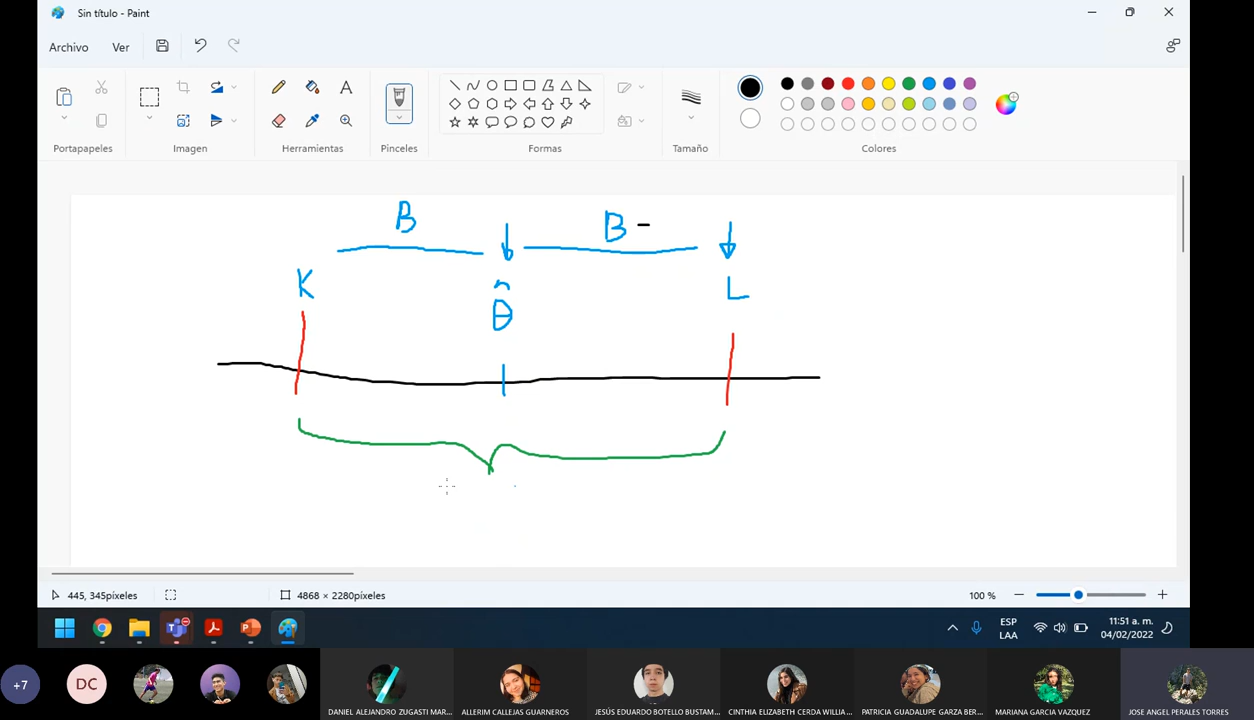 Sin título - Paint
Archivo Ver
Portapapeles Imagen Herramientas Pinceles Formas Tamaño Colores
B B -
K θ̂ L
445, 345píxeles 4868 × 2280píxeles 100 %
ESP
LAA
11:51 a. m.
04/02/2022
+7 DC
DANIEL ALEJANDRO ZUGASTI MAR... ALLERIM CALLEJAS GUARNEROS JESÚS EDUARDO BOTELLO BUSTAM... CINTHIA ELIZABETH CERDA WILLIA... PATRICIA GUADALUPE GARZA BER... MARIANA GARCIA VAZQUEZ JOSE ANGEL PERALES TORRES